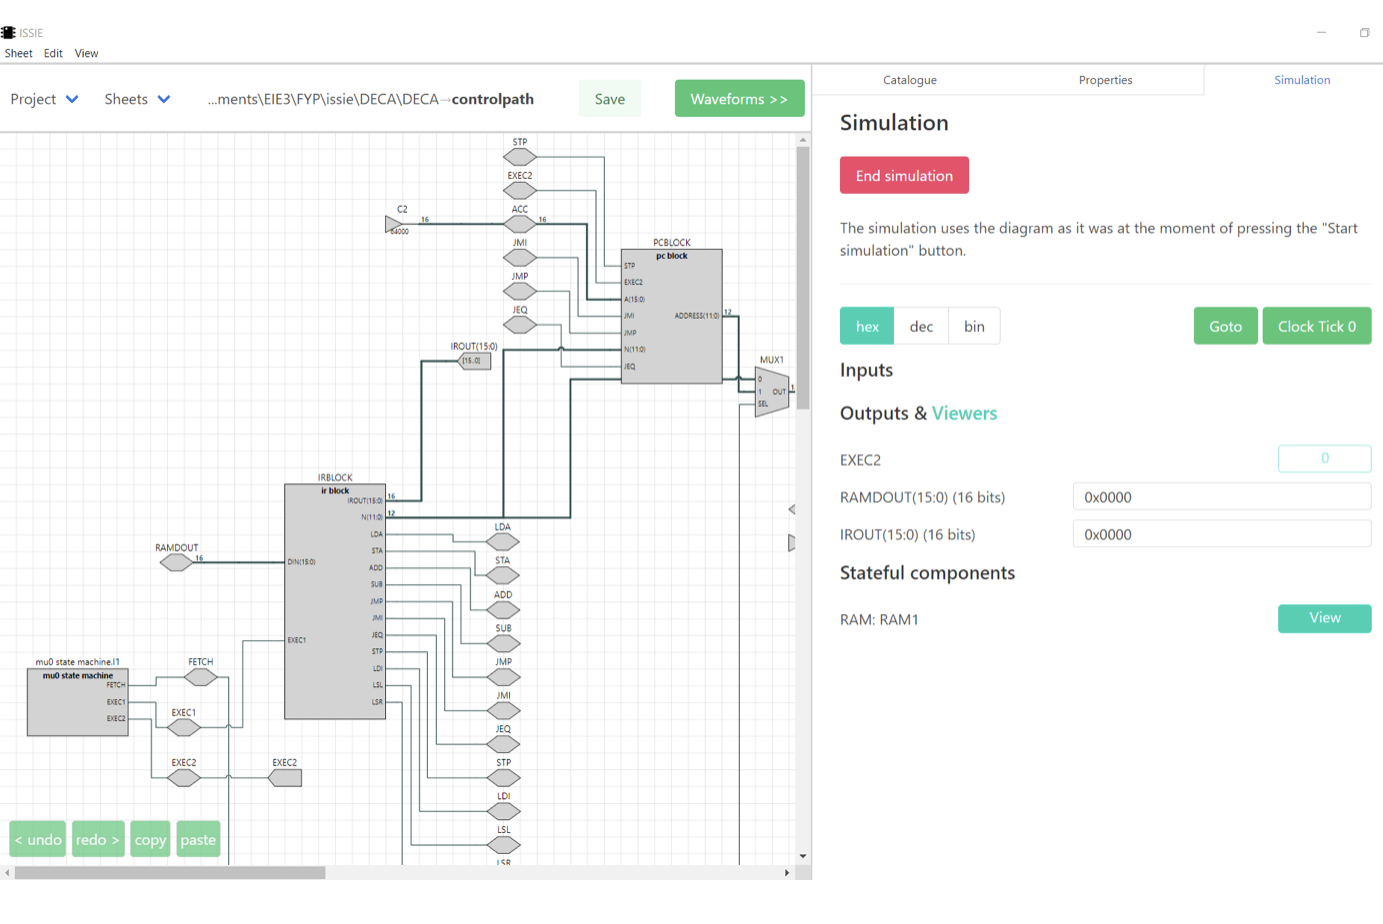 ISSIE
Sheet Edit View
Project Sheets ...ments\EIE3\FYP\issie\DECA\DECA→controlpath Save Waveforms >>
Catalogue Properties Simulation
Simulation
End simulation
The simulation uses the diagram as it was at the moment of pressing the "Start
simulation" button.
hex dec bin Goto Clock Tick 0
Inputs
Outputs & Viewers
EXEC2 0
RAMDOUT(15:0) (16 bits) 0x0000
IROUT(15:0) (16 bits) 0x0000
Stateful components
RAM: RAM1 View
STP
EXEC2
C2 16 ACC 16
64000
JMI
JMP
JEQ
PCBLOCK
pc block
STP
EXEC2
A(15:0)
JMI
JMP
N(11:0)
JEQ
ADDRESS(11:0) 12
MUX1
0
1 OUT 1
SEL
IROUT(15:0)
[15..0]
IRBLOCK
ir block
IROUT(15:0) 16
N(11:0) 12
LDA
STA
ADD
SUB
JMP
JMI
JEQ
STP
LDI
LSL
LSR
DIN(15:0)
EXEC1
RAMDOUT 16
LDA
STA
ADD
SUB
JMP
JMI
JEQ
STP
LDI
LSL
LSR
mu0 state machine.I1
mu0 state machine
FETCH
EXEC1
EXEC2
FETCH
EXEC1
EXEC2 EXEC2
< undo redo > copy paste